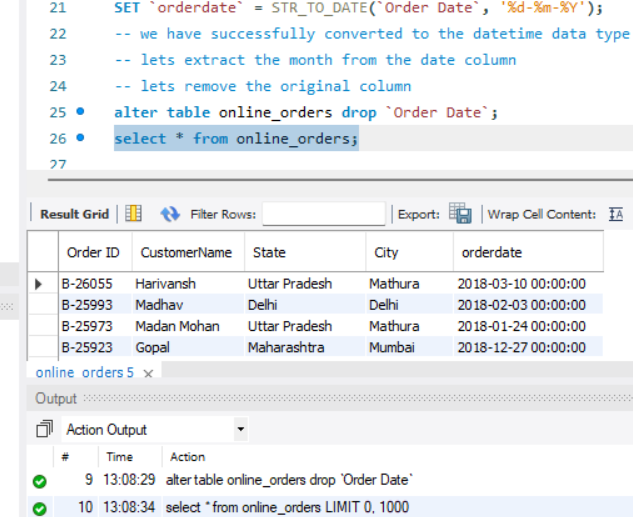 21 SET `orderdate` = STR_TO_DATE(`Order Date`, '%d-%m-%Y');
22 -- we have successfully converted to the datetime data type
23 -- lets extract the month from the date column
24 -- lets remove the original column
25 alter table online_orders drop `Order Date`;
26 select * from online_orders;
27
Result Grid Filter Rows: Export: Wrap Cell Content: IA
Order ID CustomerName State City orderdate
B-26055 Harivansh Uttar Pradesh Mathura 2018-03-10 00:00:00
B-25993 Madhav Delhi Delhi 2018-02-03 00:00:00
B-25973 Madan Mohan Uttar Pradesh Mathura 2018-01-24 00:00:00
B-25923 Gopal Maharashtra Mumbai 2018-12-27 00:00:00
online_orders 5
Output
Action Output
# Time Action
9 13:08:29 alter table online_orders drop `Order Date`
10 13:08:34 select * from online_orders LIMIT 0, 1000